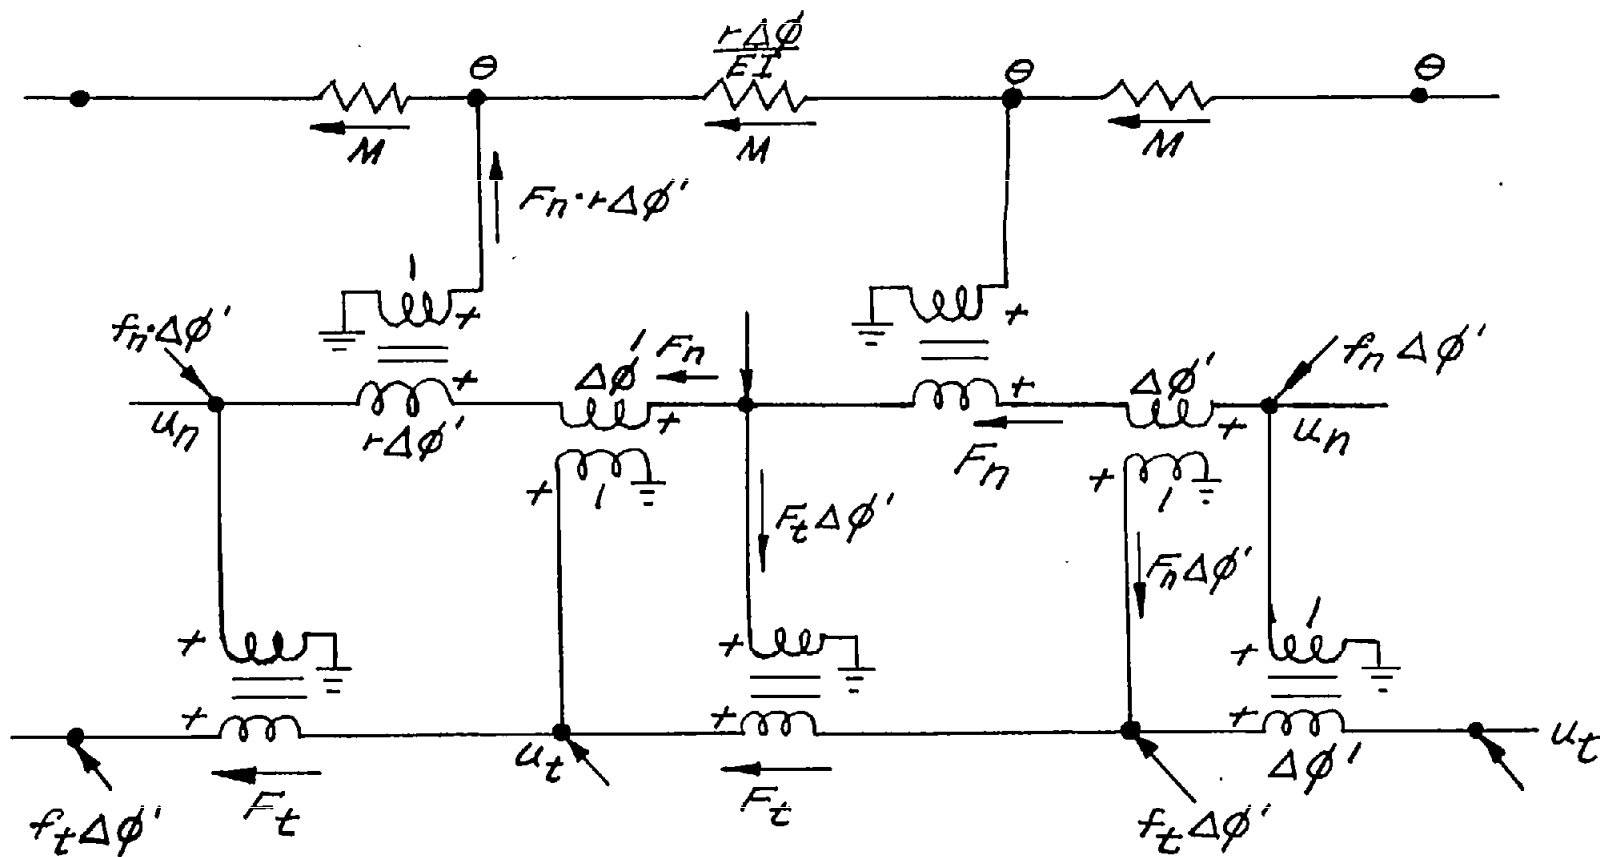 θ
rΔϕ
EI
θ
θ
M
M
M
Fn·rΔϕ'
1
+
+
fn·Δϕ'
un
+
rΔϕ'
Δϕ'
Fn
+
+
Fn
Δϕ'
+
fnΔϕ'
un
+
1
+
1
FtΔϕ'
FnΔϕ'
+
+
+
1
+
+
+
Δϕ'
ut
ut
Ft
Ft
ftΔϕ'
ftΔϕ'